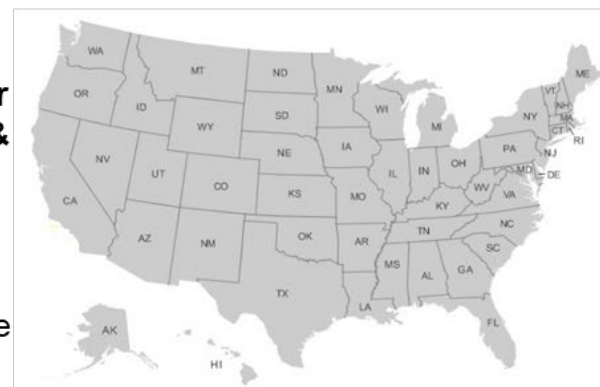 r
&
e
WA
MT
ND
MN
ME
OR
ID
SD
WI
MI
VT
NH
NY
MA
CT
RI
WY
IA
NE
PA
NJ
NV
UT
CO
IL
IN
OH
MD
DE
WV
VA
KS
MO
KY
CA
NC
TN
AZ
NM
OK
AR
SC
MS
AL
GA
TX
LA
FL
AK
HI